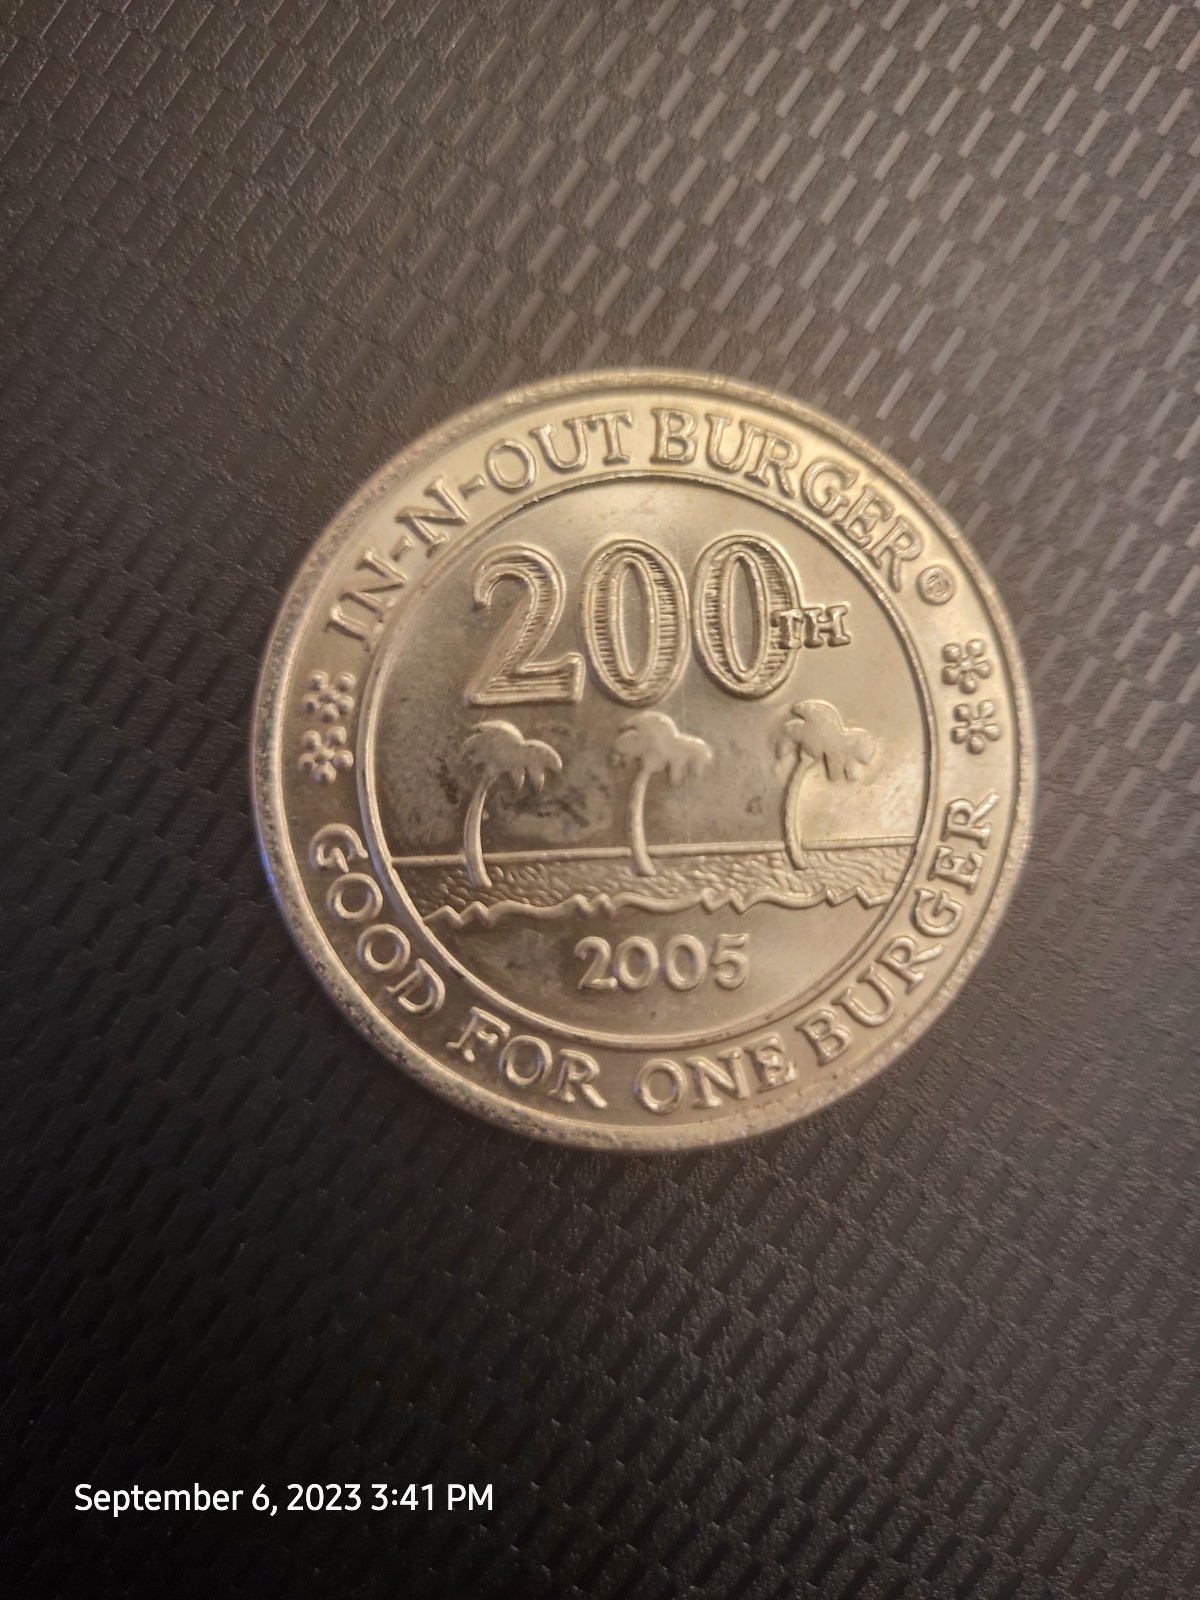 IN-N-OUT BURGER®
200TH
2005
GOOD FOR ONE BURGER
September 6, 2023 3:41 PM